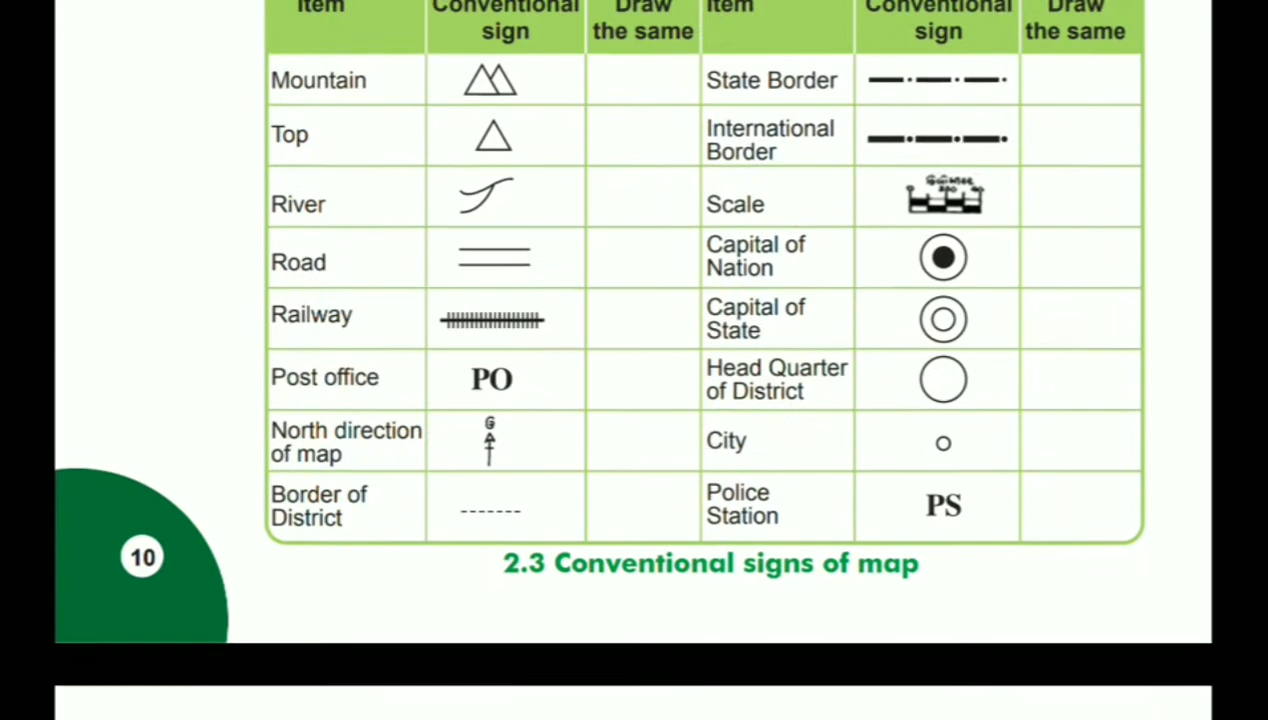 Item Conventional sign Draw the same Item Conventional sign Draw the same
Mountain State Border
Top International Border
River Scale
Road Capital of Nation
Railway Capital of State
Post office PO Head Quarter of District
North direction of map G City
Border of District Police Station PS
10
2.3 Conventional signs of map